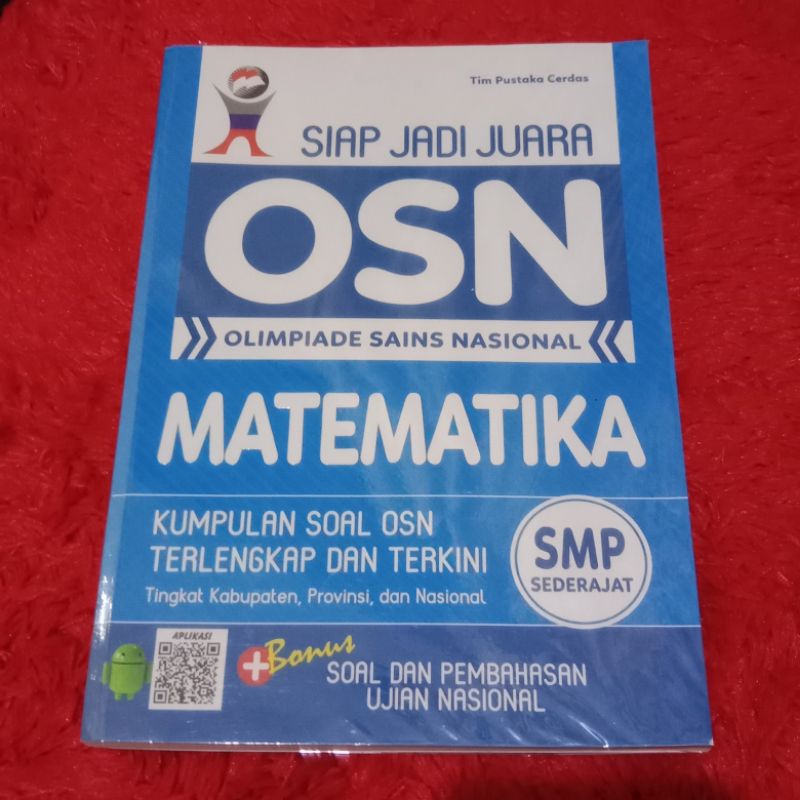 Tim Pustaka Cerdas
SIAP JADI JUARA
OSN
OLIMPIADE SAINS NASIONAL
MATEMATIKA
KUMPULAN SOAL OSN
TERLENGKAP DAN TERKINI
Tingkat Kabupaten, Provinsi, dan Nasional
SMP
SEDERAJAT
APLIKASI
+Bonus
SOAL DAN PEMBAHASAN
UJIAN NASIONAL